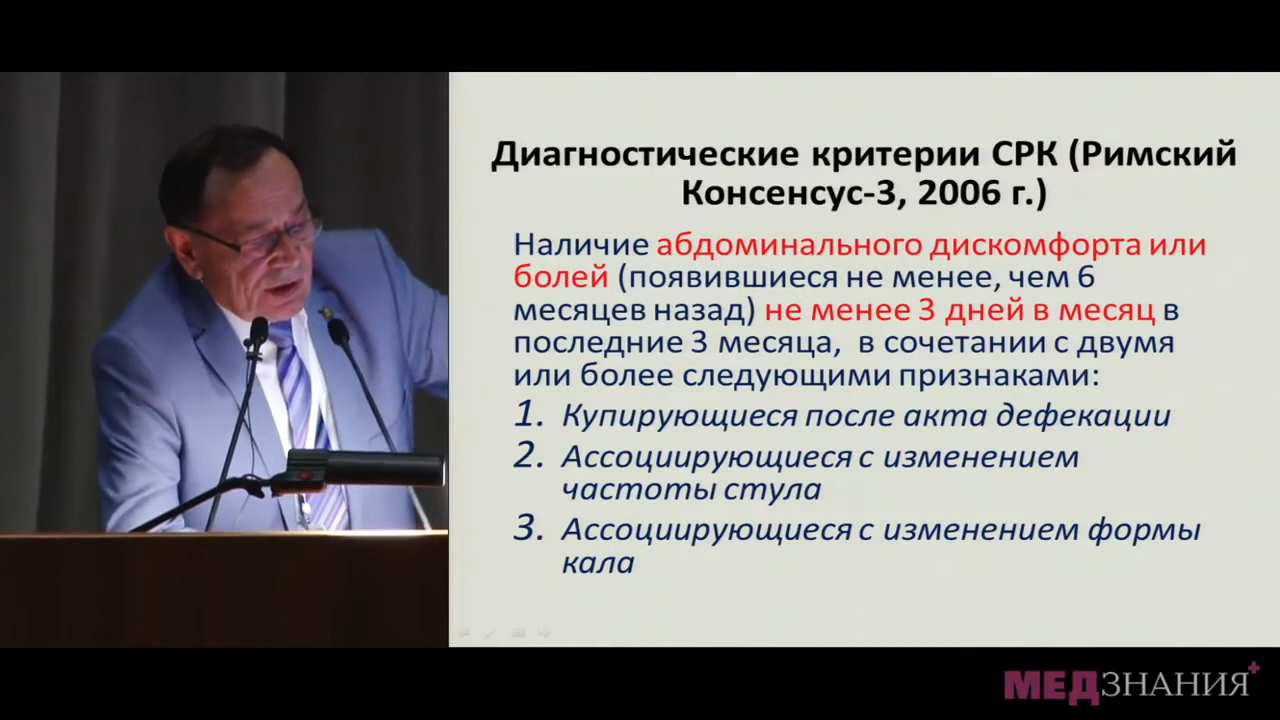 Диагностические критерии СРК (Римский
Консенсус-3, 2006 г.)
Наличие абдоминального дискомфорта или
болей (появившиеся не менее, чем 6
месяцев назад) не менее 3 дней в месяц в
последние 3 месяца, в сочетании с двумя
или более следующими признаками:
1. Купирующиеся после акта дефекации
2. Ассоциирующиеся с изменением
частоты стула
3. Ассоциирующиеся с изменением формы
кала
МЕДЗНАНИЯ+